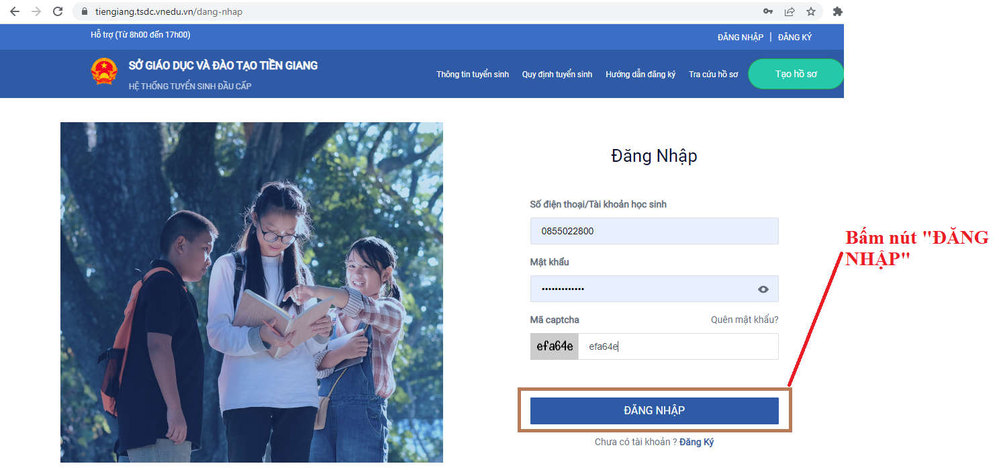 tiengiang.tsdc.vnedu.vn/dang-nhap
Hỗ trợ (Từ 8h00 đến 17h00)
ĐĂNG NHẬP | ĐĂNG KÝ
SỞ GIÁO DỤC VÀ ĐÀO TẠO TIỀN GIANG
HỆ THỐNG TUYỂN SINH ĐẦU CẤP
Thông tin tuyển sinh Quy định tuyển sinh Hướng dẫn đăng ký Tra cứu hồ sơ Tạo hồ sơ
Đăng Nhập
Số điện thoại/Tài khoản học sinh
0855022800
Mật khẩu
•••••••••••••
Mã captcha Quên mật khẩu?
efa64e efa64e
ĐĂNG NHẬP
Chưa có tài khoản ? Đăng Ký
Bấm nút "ĐĂNG
NHẬP"